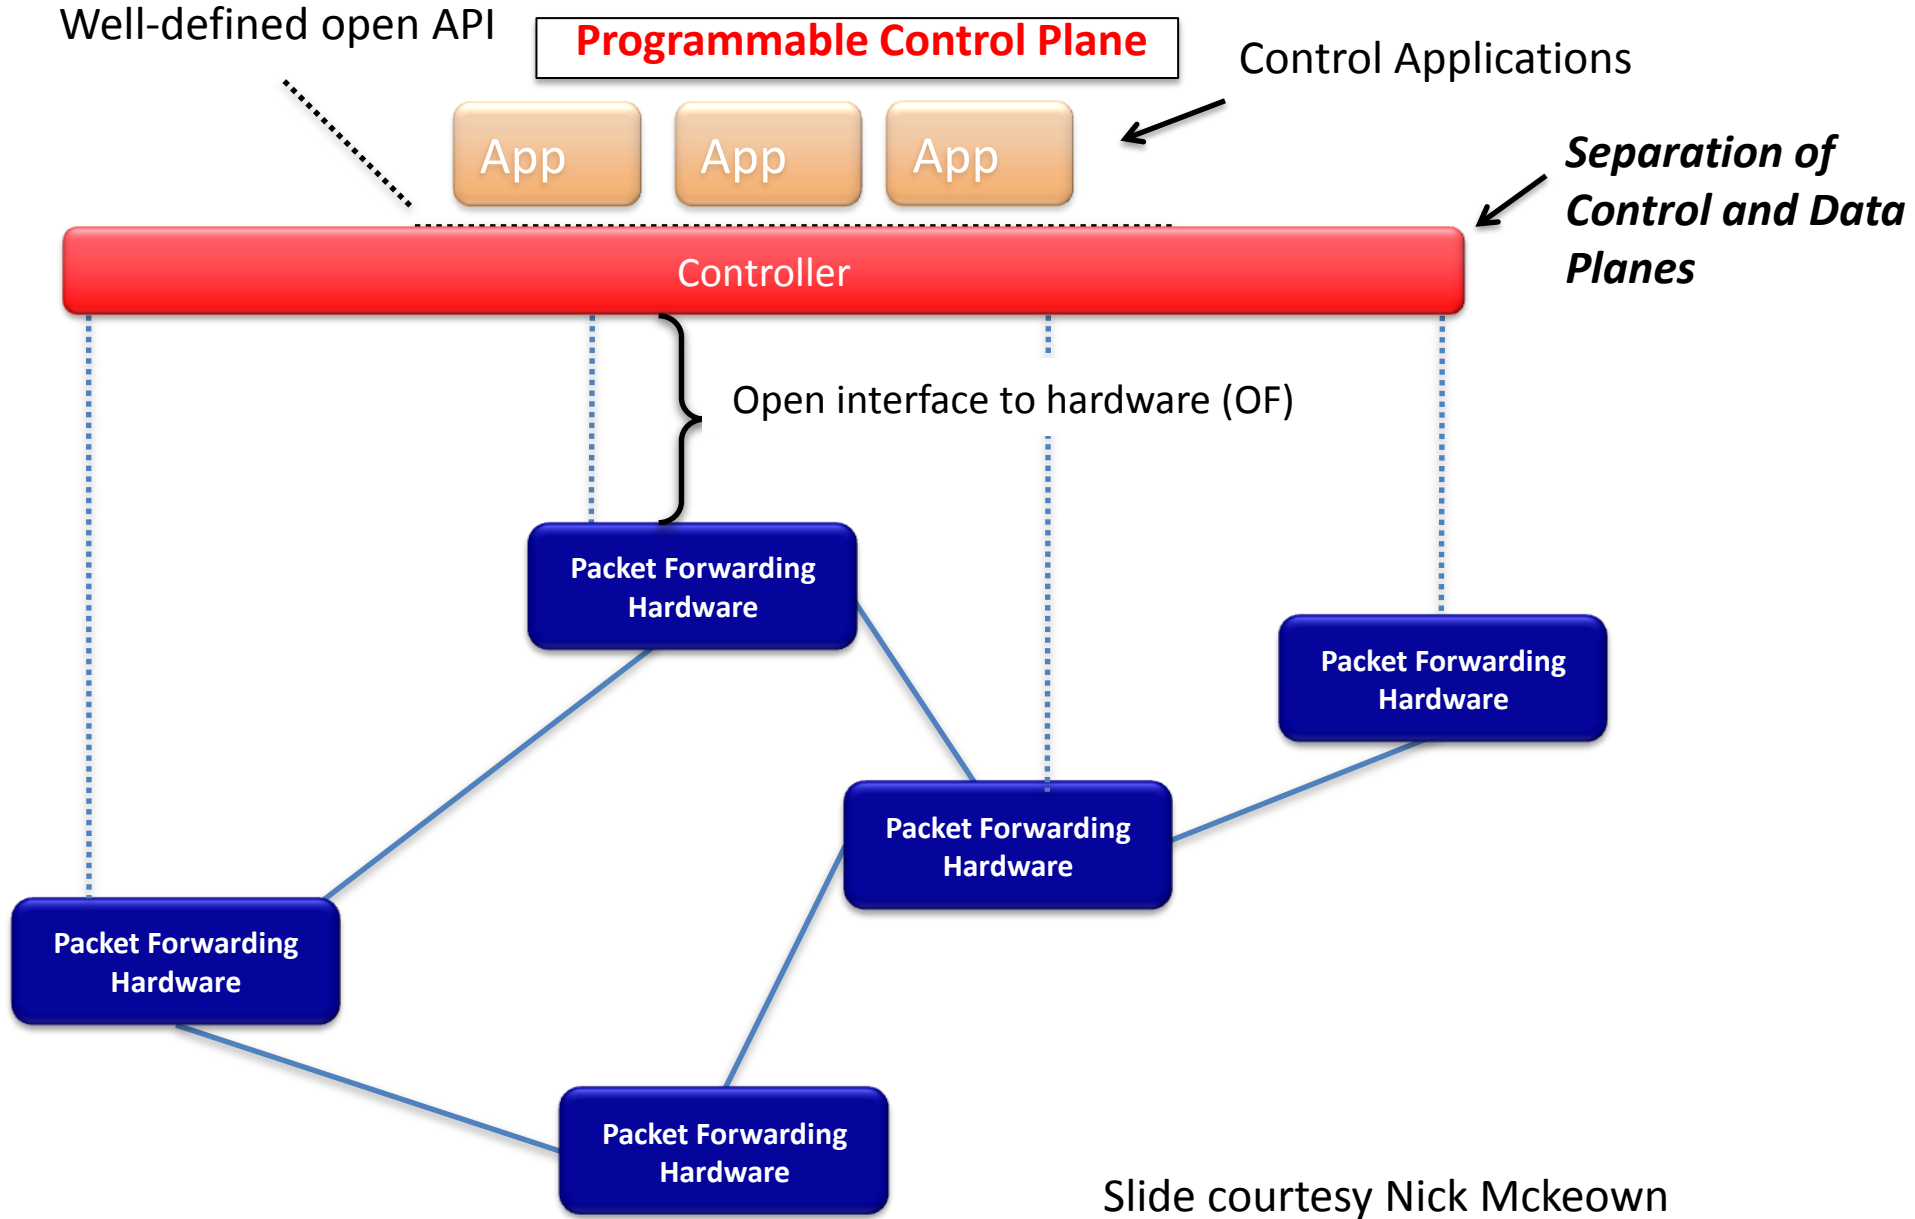 Well-defined open API
Programmable Control Plane
Control Applications
App
App
App
Separation of
Control and Data
Planes
Controller
Open interface to hardware (OF)
Packet Forwarding
Hardware
Packet Forwarding
Hardware
Packet Forwarding
Hardware
Packet Forwarding
Hardware
Packet Forwarding
Hardware
Slide courtesy Nick Mckeown